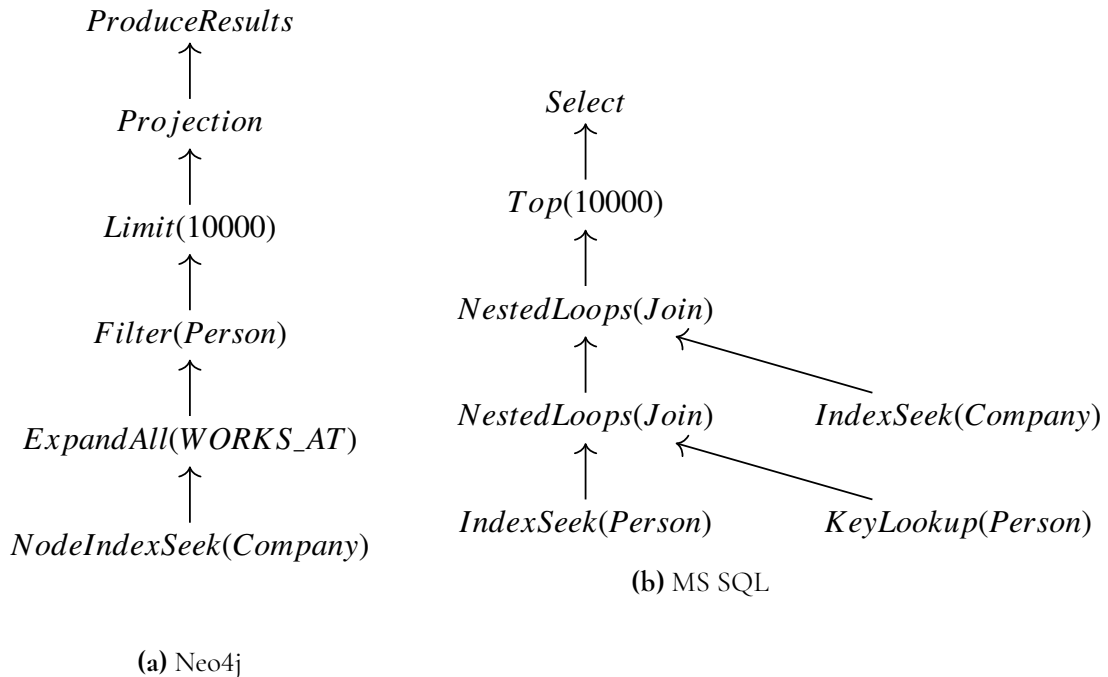 ProduceResults
Projection
Limit(10000)
Filter(Person)
ExpandAll(WORKS_AT)
NodeIndexSeek(Company)
(a) Neo4j
Select
Top(10000)
NestedLoops(Join)
NestedLoops(Join)
IndexSeek(Company)
IndexSeek(Person)
KeyLookup(Person)
(b) MS SQL